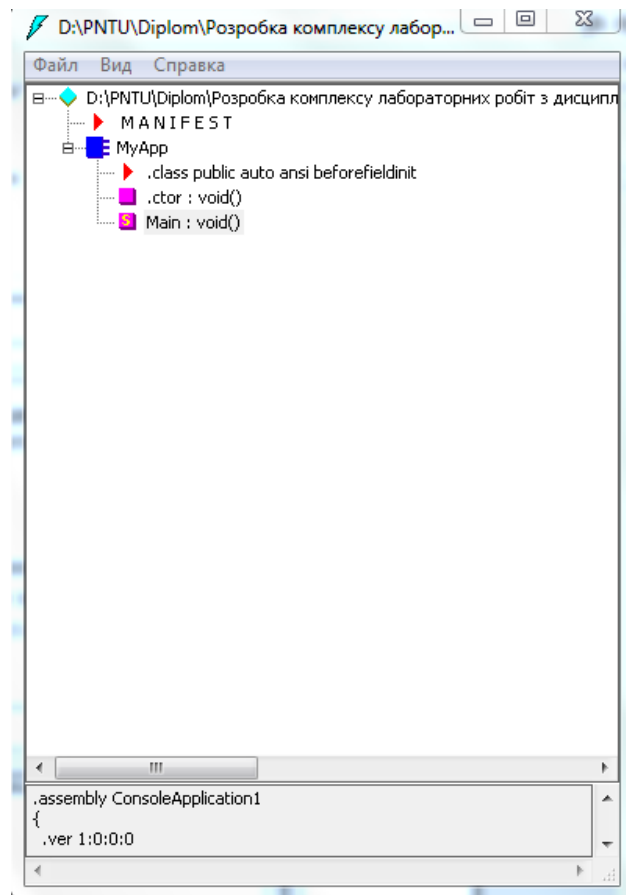 D:\PNTU\Diplom\Розробка комплексу лабор...
Файл Вид Справка
D:\PNTU\Diplom\Розробка комплексу лабораторних робіт з дисципл
M A N I F E S T
MyApp
.class public auto ansi beforefieldinit
.ctor : void()
S Main : void()
.assembly ConsoleApplication1
{
.ver 1:0:0:0